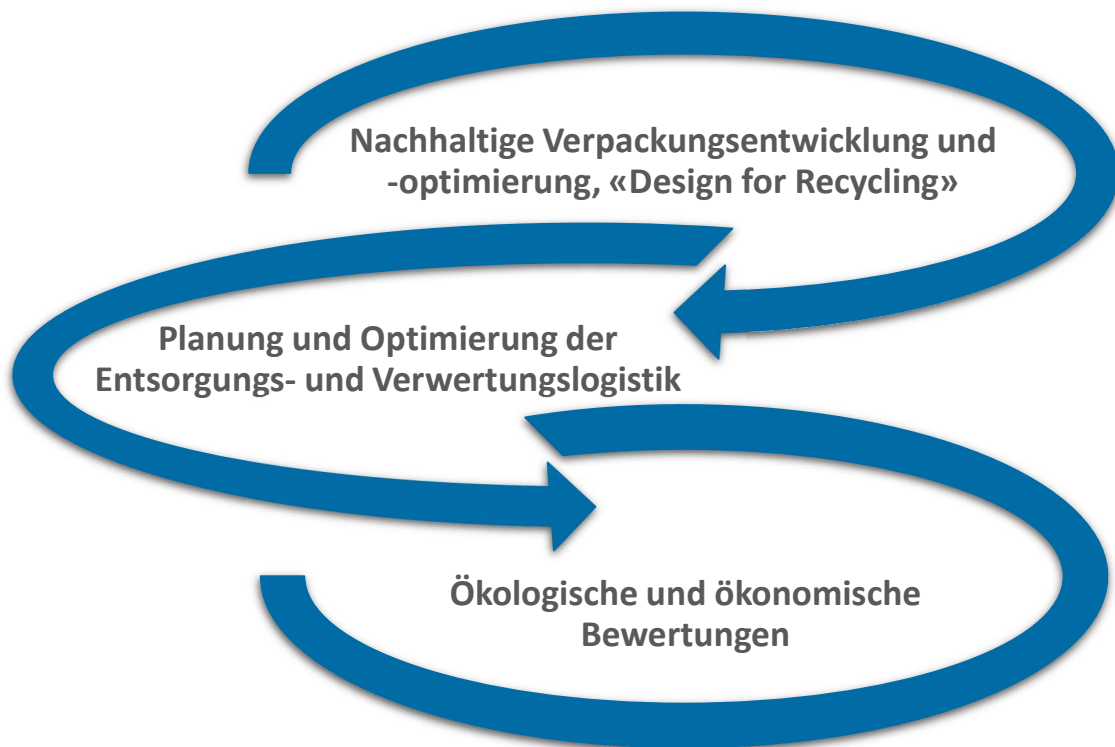 Nachhaltige Verpackungsentwicklung und
-optimierung, «Design for Recycling»
Planung und Optimierung der
Entsorgungs- und Verwertungslogistik
Ökologische und ökonomische
Bewertungen